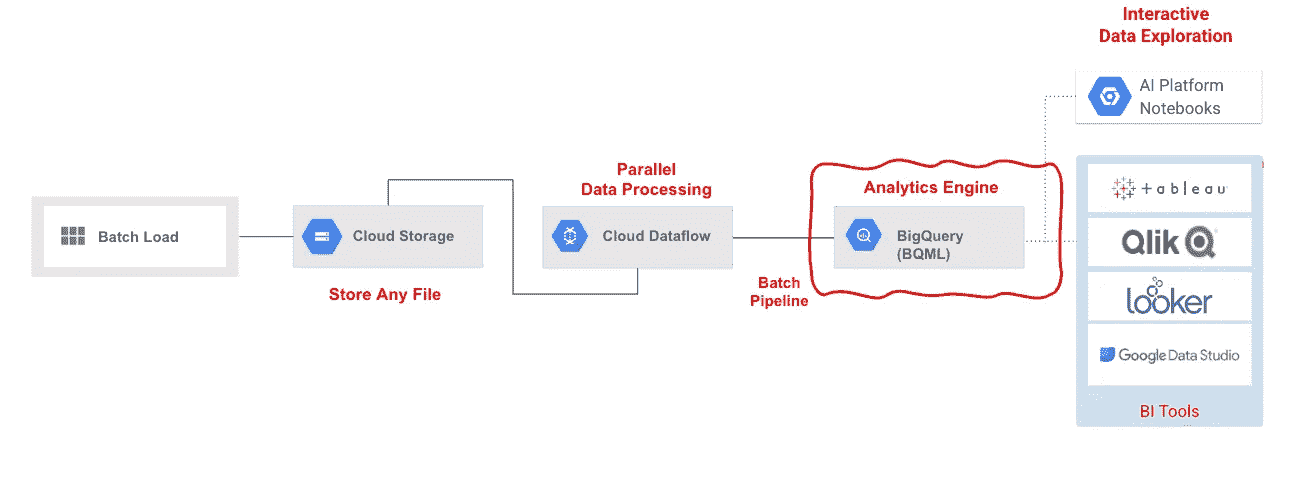 Interactive
Data Exploration
AI Platform
Notebooks
Parallel
Data Processing
Analytics Engine
Batch Load
Cloud Storage
Cloud Dataflow
BigQuery
(BQML)
Store Any File
Batch
Pipeline
+ableau
Qlik Q
looker
Google Data Studio
BI Tools